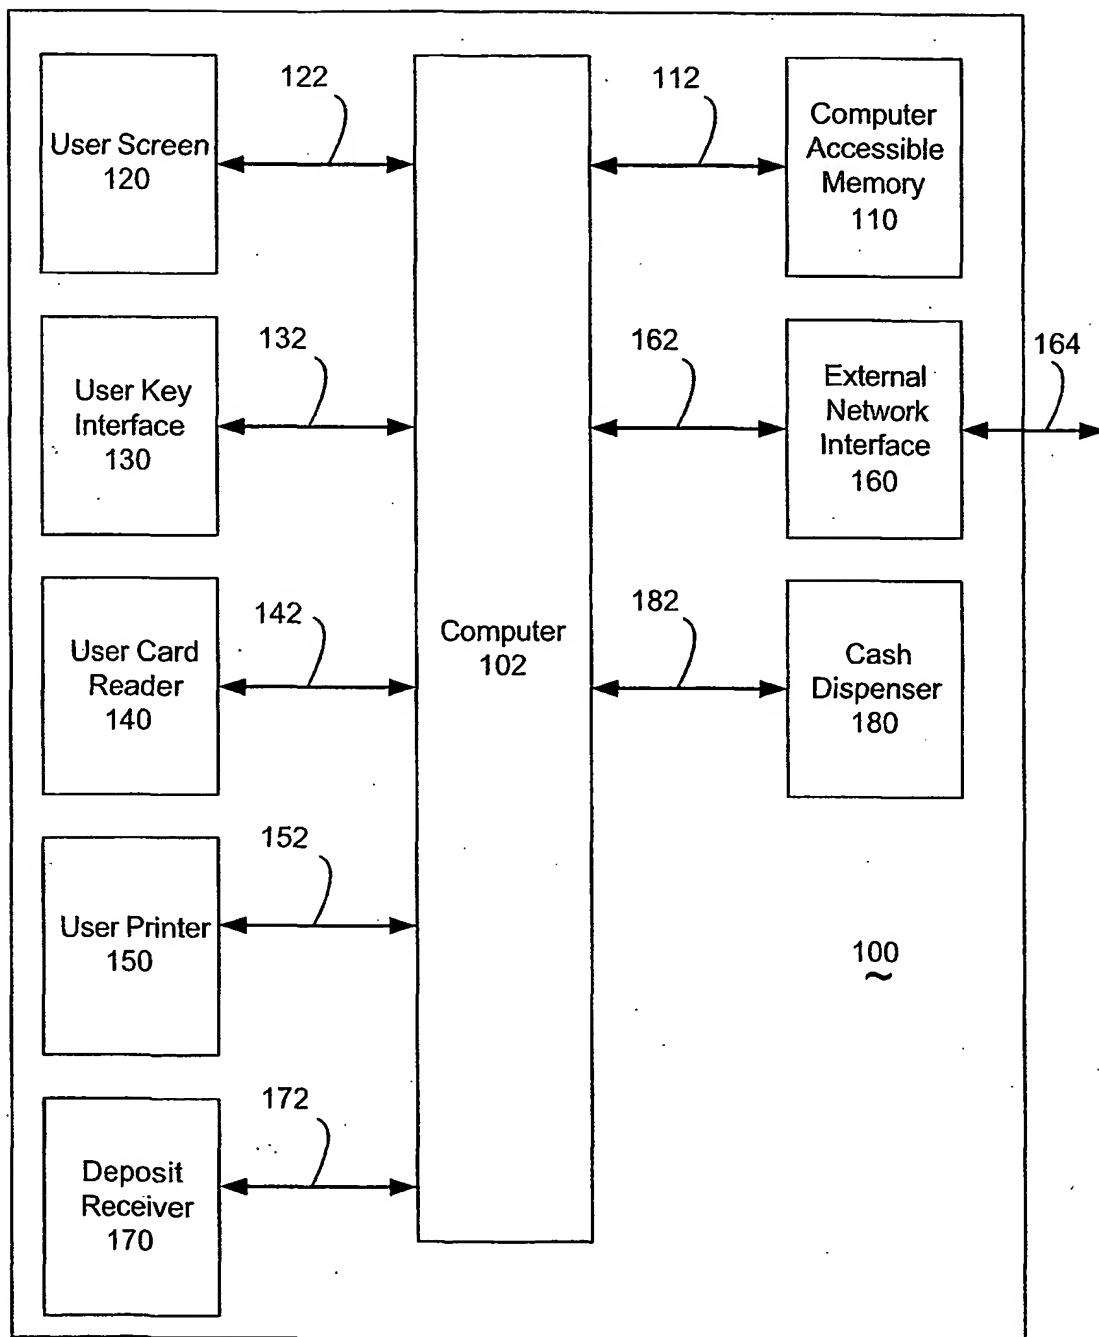 122
112
User Screen
120
Computer
Accessible
Memory
110
132
162
164
User Key
Interface
130
External
Network
Interface
160
142
182
User Card
Reader
140
Computer
102
Cash
Dispenser
180
152
User Printer
150
100
172
Deposit
Receiver
170